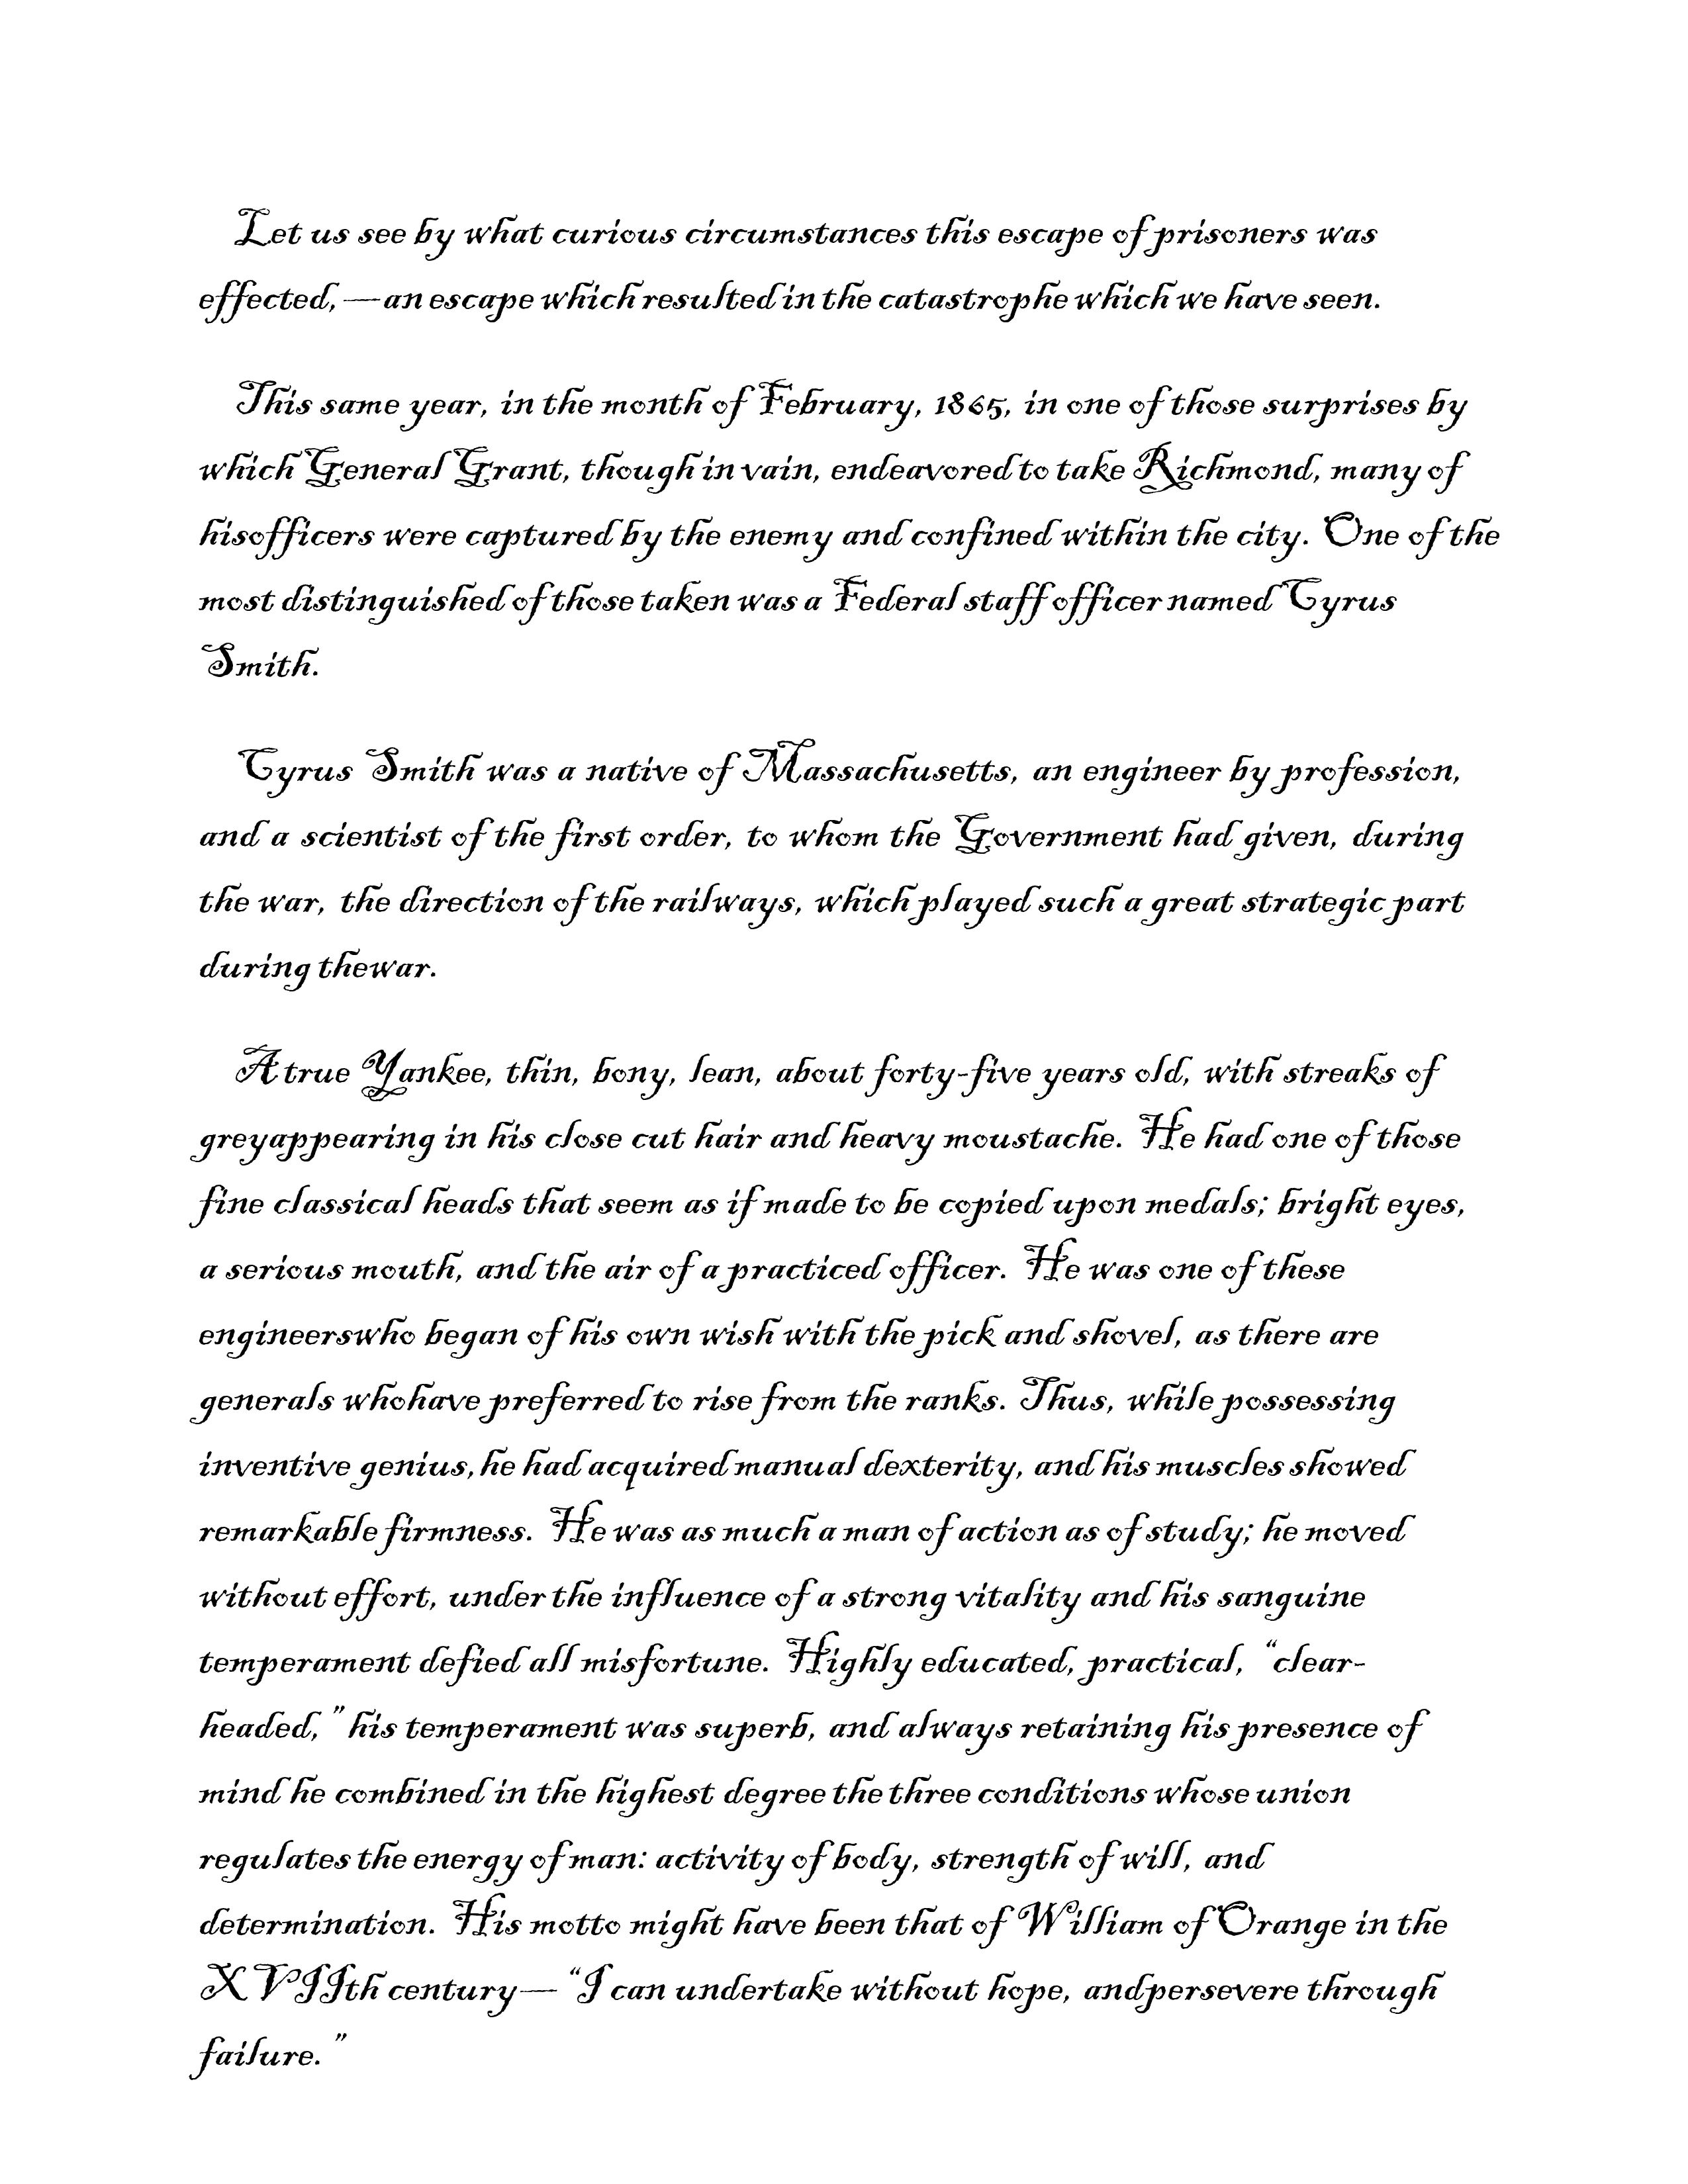 Let us see by what curious circumstances this escape of prisoners was
effected,—an escape which resulted in the catastrophe which we have seen.
This same year, in the month of February, 1865, in one of those surprises by
which General Grant, though in vain, endeavored to take Richmond, many of
hisofficers were captured by the enemy and confined within the city. One of the
most distinguished of those taken was a Federal staff officer named Cyrus
Smith.
Cyrus Smith was a native of Massachusetts, an engineer by profession,
and a scientist of the first order, to whom the Government had given, during
the war, the direction of the railways, which played such a great strategic part
during thewar.
A true Yankee, thin, bony, lean, about forty-five years old, with streaks of
greyappearing in his close cut hair and heavy moustache. He had one of those
fine classical heads that seem as if made to be copied upon medals; bright eyes,
a serious mouth, and the air of a practiced officer. He was one of these
engineerswho began of his own wish with the pick and shovel, as there are
generals whohave preferred to rise from the ranks. Thus, while possessing
inventive genius, he had acquired manual dexterity, and his muscles showed
remarkable firmness. He was as much a man of action as of study; he moved
without effort, under the influence of a strong vitality and his sanguine
temperament defied all misfortune. Highly educated, practical, “clear-
headed,” his temperament was superb, and always retaining his presence of
mind he combined in the highest degree the three conditions whose union
regulates the energy of man: activity of body, strength of will, and
determination. His motto might have been that of William of Orange in the
XVIIth century—“I can undertake without hope, andpersevere through
failure.”